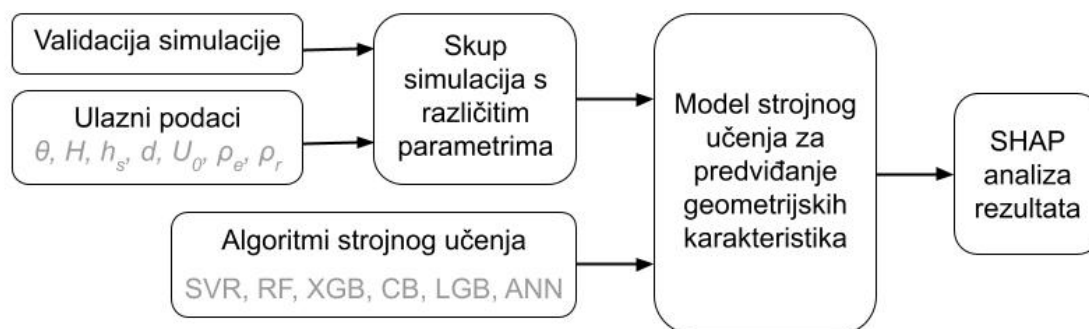 Validacija simulacije
Ulazni podaci
θ, H, hₛ, d, U₀, ρₑ, ρᵣ
Skup
simulacija s
različitim
parametrima
Algoritmi strojnog učenja
SVR, RF, XGB, CB, LGB, ANN
Model strojnog
učenja za
predviđanje
geometrijskih
karakteristika
SHAP
analiza
rezultata